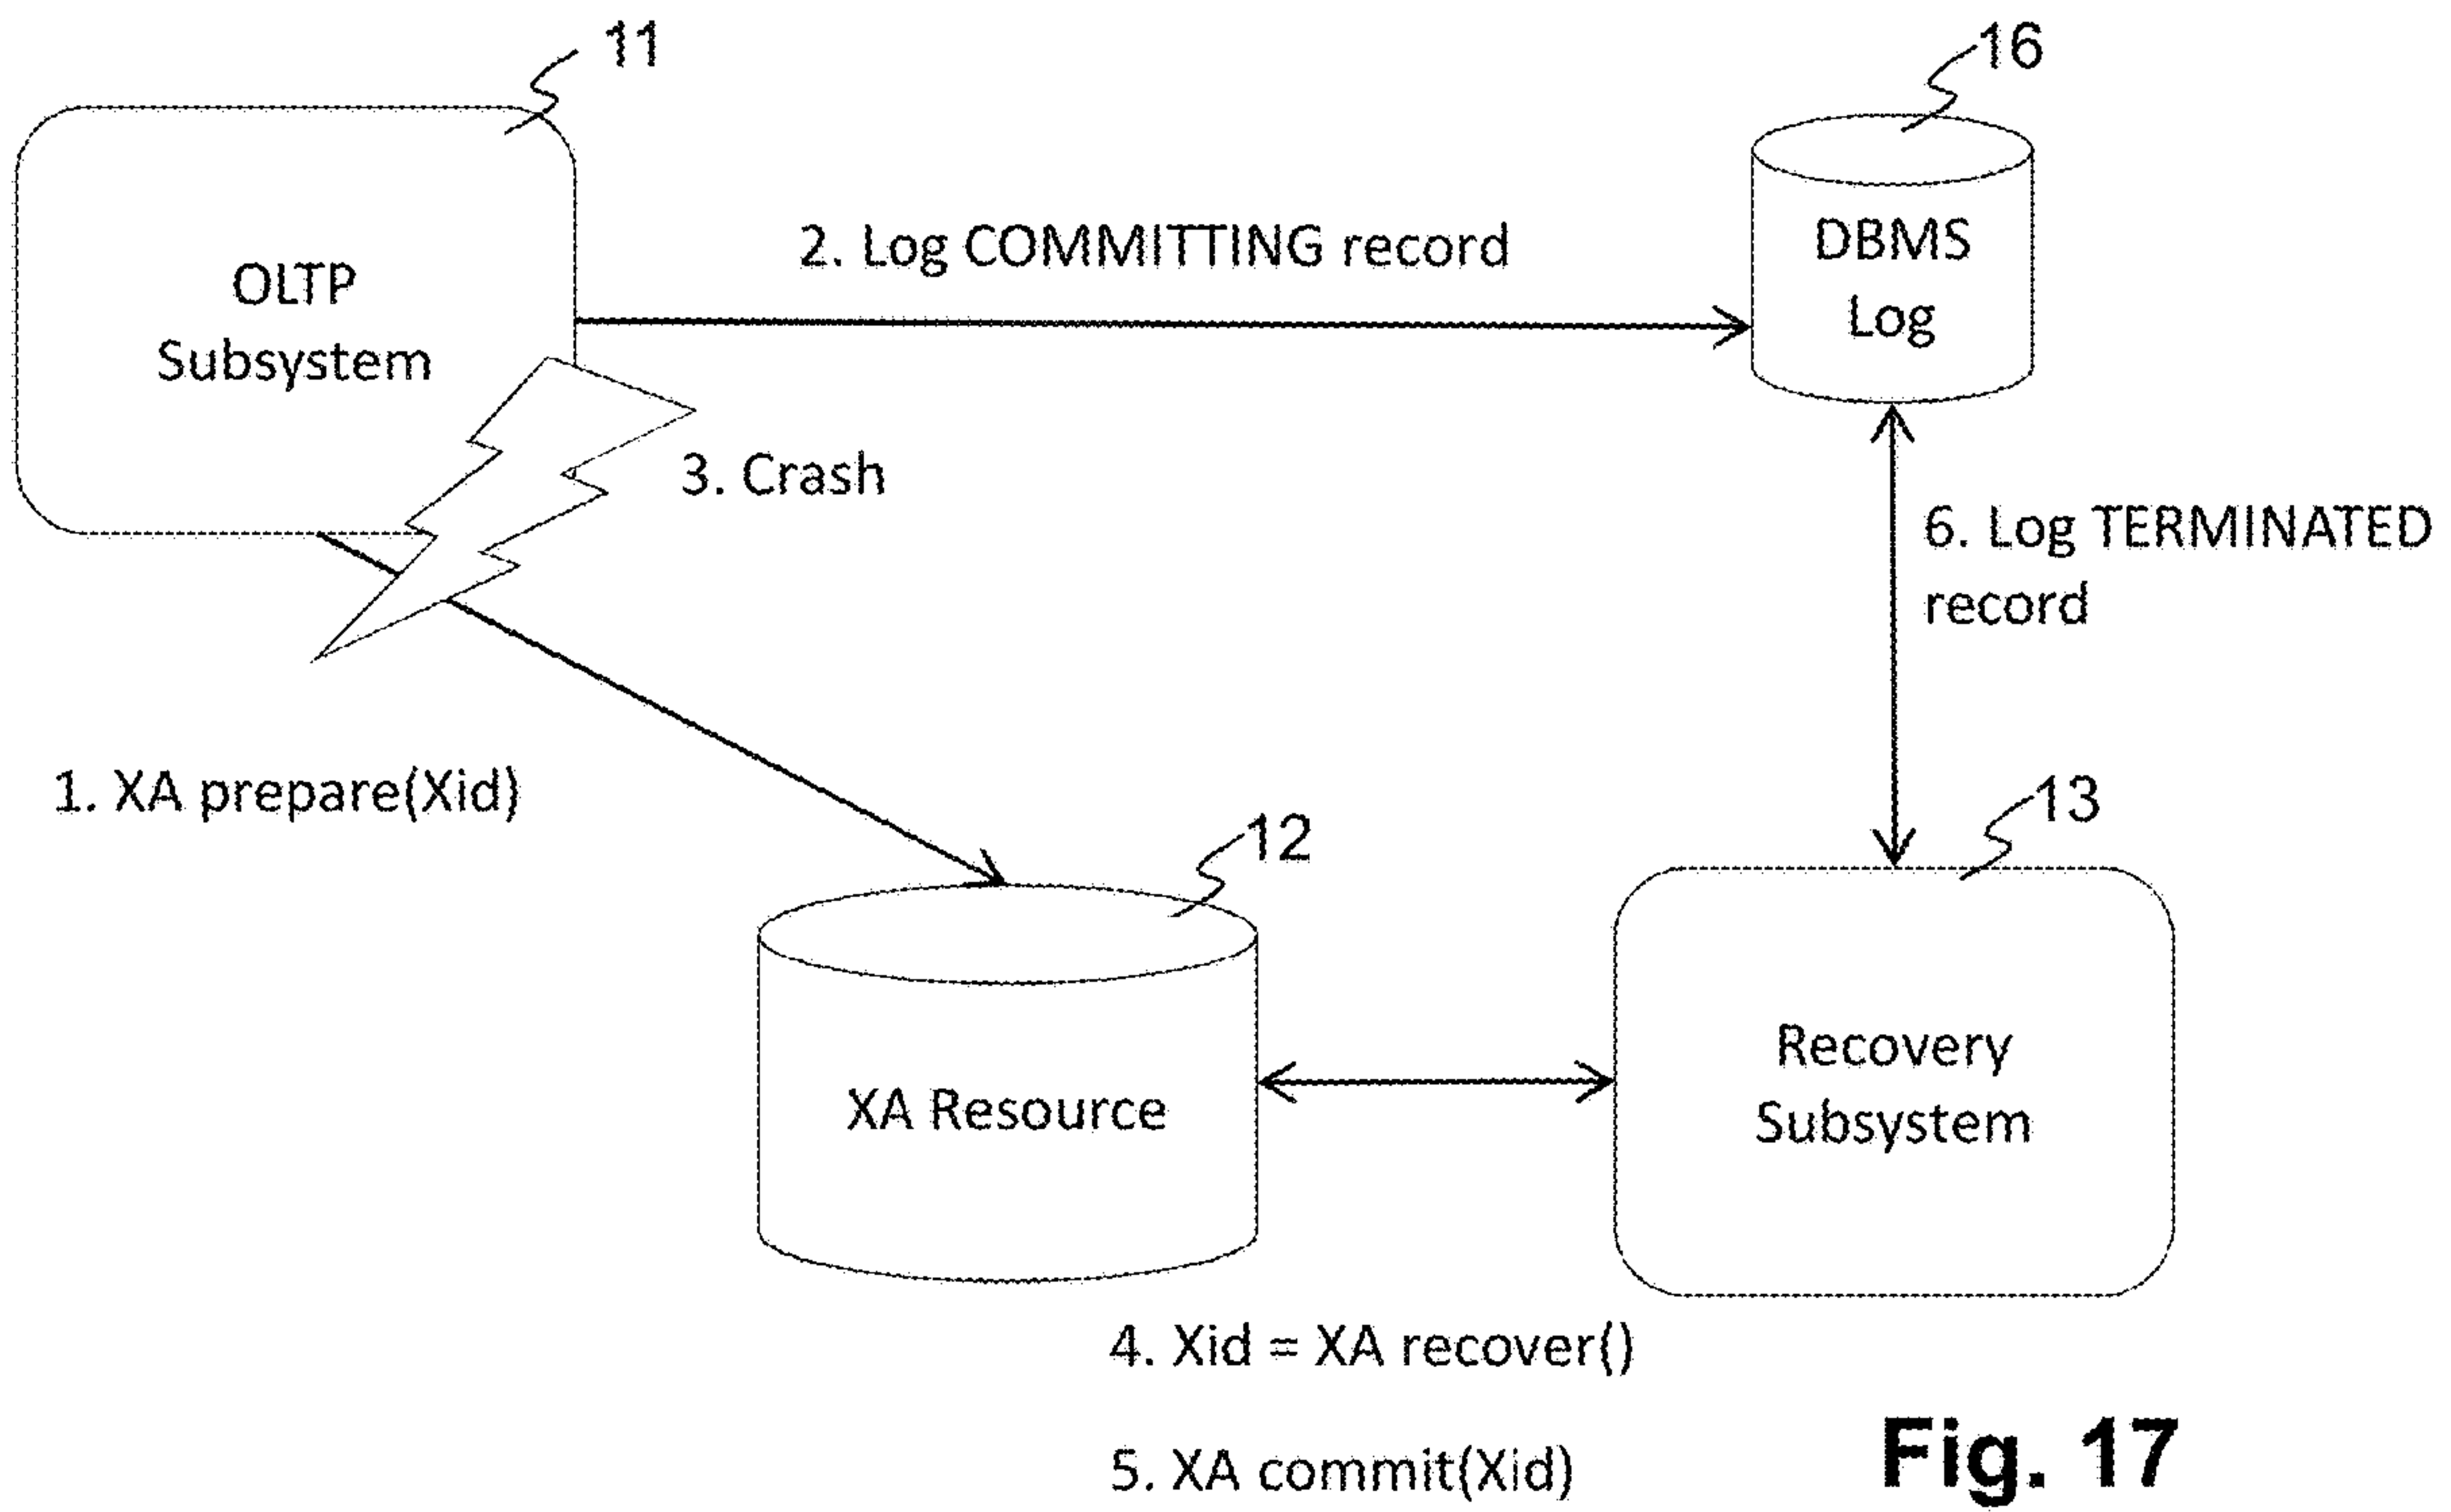 11
16
OLTP
Subsystem
2. Log COMMITTING record
DBMS
Log
3. Crash
6. Log TERMINATED
record
1. XA prepare(Xid)
12
13
XA Resource
Recovery
Subsystem
4. Xid = XA recover()
5. XA commit(Xid)
Fig. 17